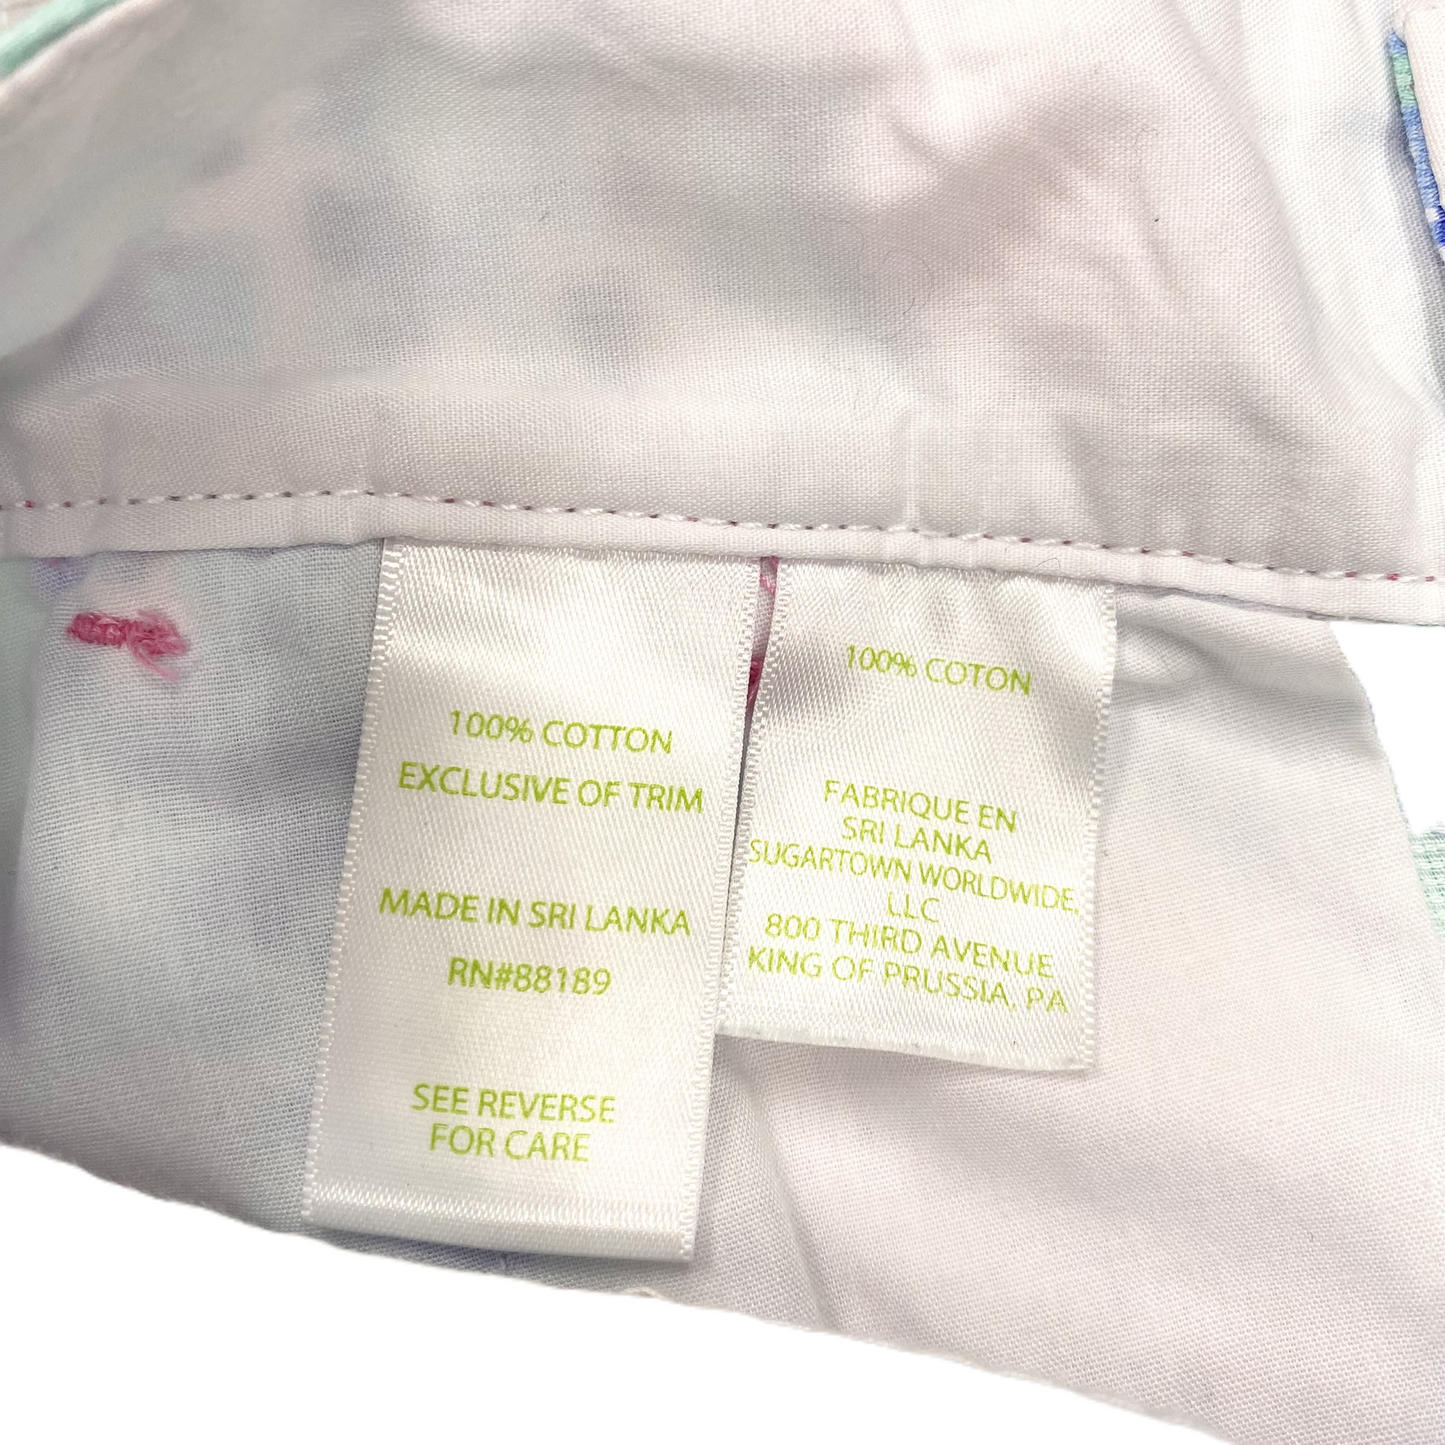 100% COTTON
EXCLUSIVE OF TRIM
MADE IN SRI LANKA
RN#88189
SEE REVERSE
FOR CARE
100% COTON
FABRIQUE EN
SRI LANKA
SUGARTOWN WORLDWIDE,
LLC
800 THIRD AVENUE
KING OF PRUSSIA, PA